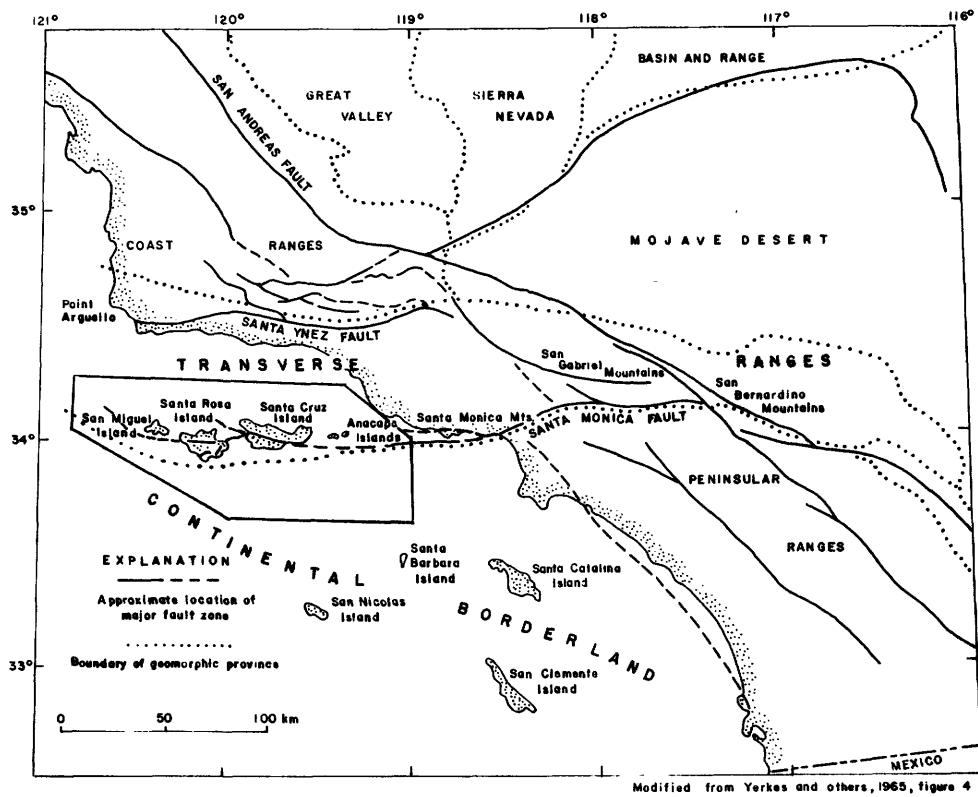 121°
120°
119°
118°
117°
116°
BASIN AND RANGE
GREAT
VALLEY
SIERRA
NEVADA
SAN ANDREAS FAULT
35°
COAST
RANGES
MOJAVE DESERT
Point
Arguello
SANTA YNEZ FAULT
TRANSVERSE
RANGES
San
Gabriel
Mountains
San
Bernardino
Mountains
San Miguel
Island
Santa Rosa
Island
Santa Cruz
Island
Anacapa
Islands
Santa Monica Mts.
SANTA MONICA FAULT
34°
PENINSULAR
RANGES
CONTINENTAL
BORDERLAND
EXPLANATION
Approximate location of
major fault zone
Boundary of geomorphic province
Santa
Barbara
Island
Santa Catalina
Island
San Nicolas
Island
33°
San Clemente
Island
0 50 100 km
MEXICO
Modified from Yerkes and others, 1965, figure 4